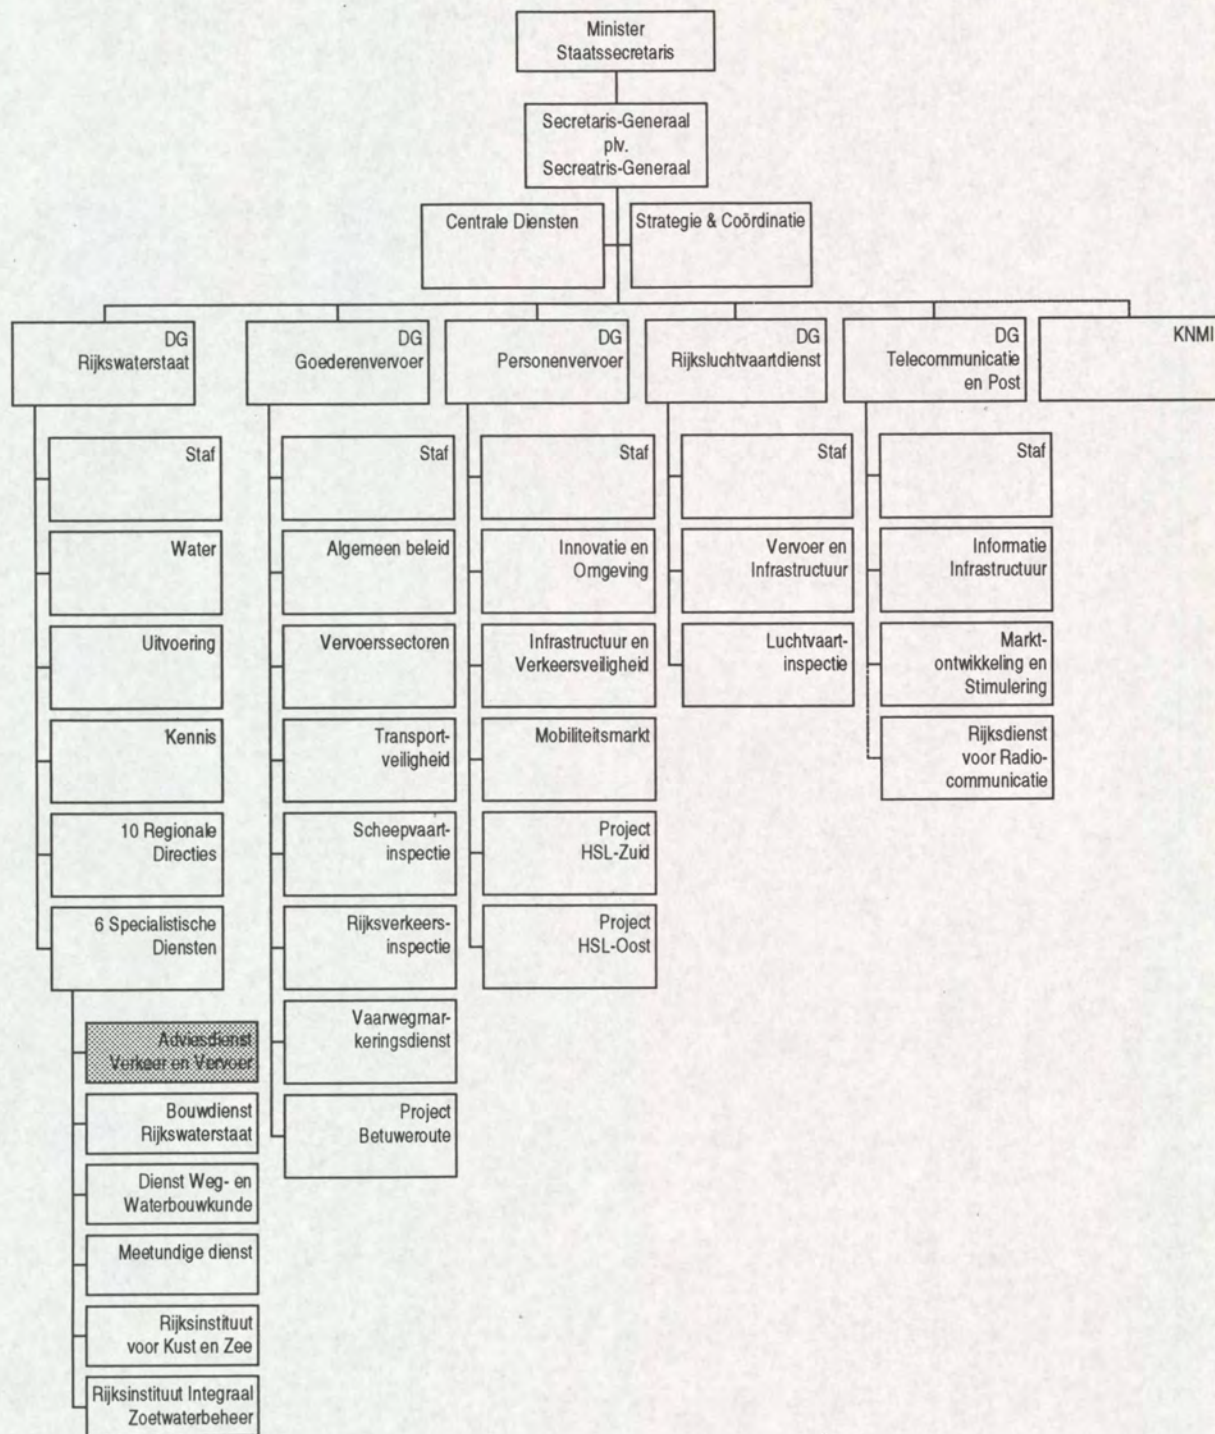 Minister
Staatssecretaris
Secretaris-Generaal
plv.
Secreatris-Generaal
Centrale Diensten
Strategie & Coördinatie
DG
Rijkswaterstaat
DG
Goederenvervoer
DG
Personenvervoer
DG
Rijksluchtvaartdienst
DG
Telecommunicatie
en Post
KNMI
Staf
Water
Uitvoering
Kennis
10 Regionale
Directies
6 Specialistische
Diensten
Adviesdienst
Verkeer en Vervoer
Bouwdienst
Rijkswaterstaat
Dienst Weg- en
Waterbouwkunde
Meetundige dienst
Rijksinstituut
voor Kust en Zee
Rijksinstituut Integraal
Zoetwaterbeheer
Staf
Algemeen beleid
Vervoerssectoren
Transport-
veiligheid
Scheepvaart-
inspectie
Rijksverkeers-
inspectie
Vaarwegmar-
keringsdienst
Project
Betuweroute
Staf
Innovatie en
Omgeving
Infrastructuur en
Verkeersveiligheid
Mobiliteitsmarkt
Project
HSL-Zuid
Project
HSL-Oost
Staf
Vervoer en
Infrastructuur
Luchtvaart-
inspectie
Staf
Informatie
Infrastructuur
Markt-
ontwikkeling en
Stimulering
Rijksdienst
voor Radio-
communicatie